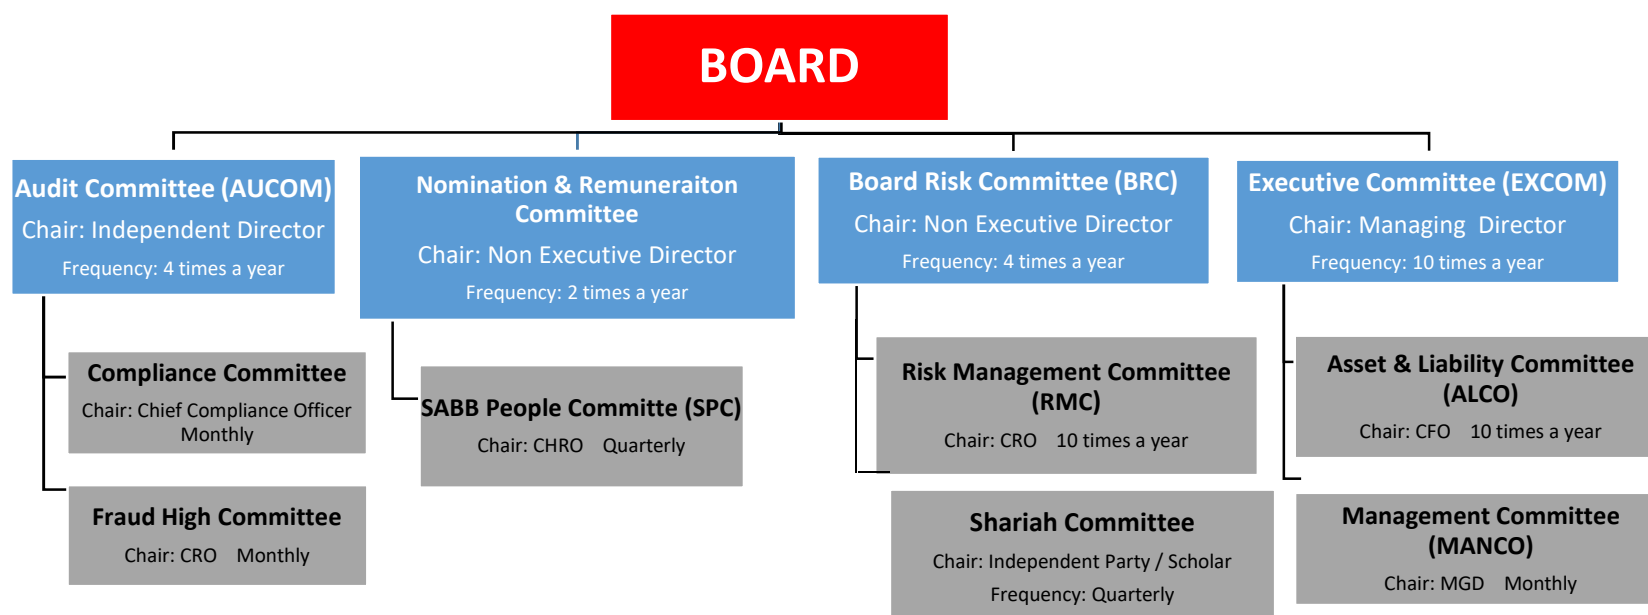 BOARD
Audit Committee (AUCOM)
Chair: Independent Director
Frequency: 4 times a year
Nomination & Remuneraiton
Committee
Chair: Non Executive Director
Frequency: 2 times a year
Board Risk Committee (BRC)
Chair: Non Executive Director
Frequency: 4 times a year
Executive Committee (EXCOM)
Chair: Managing Director
Frequency: 10 times a year
Compliance Committee
Chair: Chief Compliance Officer
Monthly
Fraud High Committee
Chair: CRO Monthly
SABB People Committe (SPC)
Chair: CHRO Quarterly
Risk Management Committee
(RMC)
Chair: CRO 10 times a year
Shariah Committee
Chair: Independent Party / Scholar
Frequency: Quarterly
Asset & Liability Committee
(ALCO)
Chair: CFO 10 times a year
Management Committee
(MANCO)
Chair: MGD Monthly